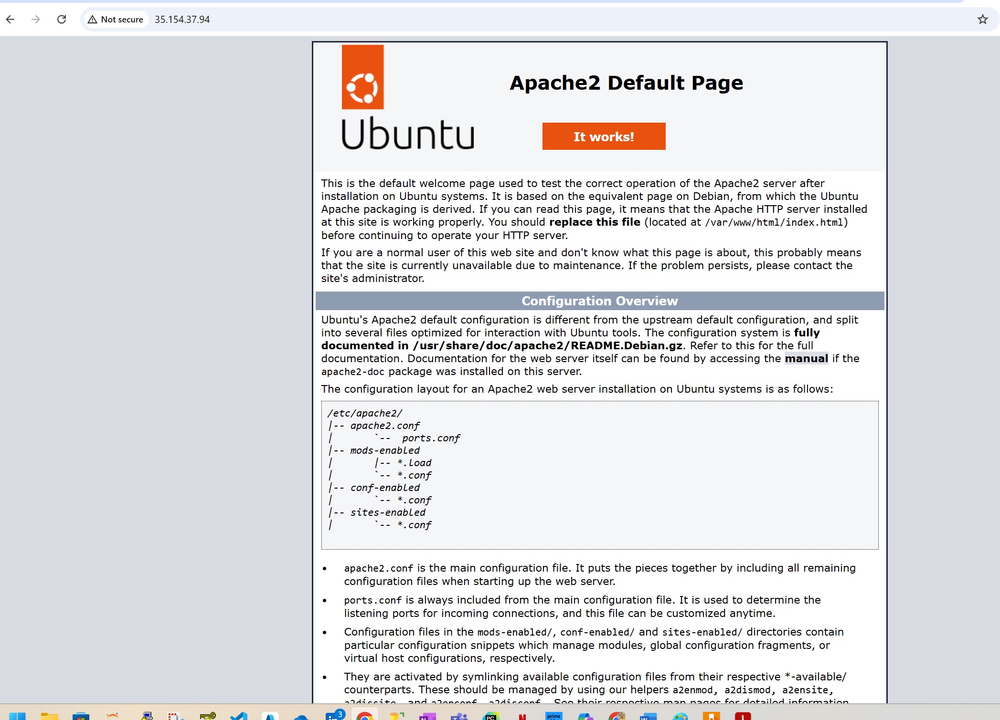 Not secure 35.154.37.94
Apache2 Default Page
Ubuntu
It works!
This is the default welcome page used to test the correct operation of the Apache2 server after
installation on Ubuntu systems. It is based on the equivalent page on Debian, from which the Ubuntu
Apache packaging is derived. If you can read this page, it means that the Apache HTTP server installed
at this site is working properly. You should replace this file (located at /var/www/html/index.html)
before continuing to operate your HTTP server.
If you are a normal user of this web site and don't know what this page is about, this probably means
that the site is currently unavailable due to maintenance. If the problem persists, please contact the
site's administrator.
Configuration Overview
Ubuntu's Apache2 default configuration is different from the upstream default configuration, and split
into several files optimized for interaction with Ubuntu tools. The configuration system is fully
documented in /usr/share/doc/apache2/README.Debian.gz. Refer to this for the full
documentation. Documentation for the web server itself can be found by accessing the manual if the
apache2-doc package was installed on this server.
The configuration layout for an Apache2 web server installation on Ubuntu systems is as follows:
/etc/apache2/
|-- apache2.conf
|       `--  ports.conf
|-- mods-enabled
|       |-- *.load
|       `-- *.conf
|-- conf-enabled
|       `-- *.conf
|-- sites-enabled
|       `-- *.conf
• apache2.conf is the main configuration file. It puts the pieces together by including all remaining
configuration files when starting up the web server.
• ports.conf is always included from the main configuration file. It is used to determine the
listening ports for incoming connections, and this file can be customized anytime.
• Configuration files in the mods-enabled/, conf-enabled/ and sites-enabled/ directories contain
particular configuration snippets which manage modules, global configuration fragments, or
virtual host configurations, respectively.
• They are activated by symlinking available configuration files from their respective *-available/
counterparts. These should be managed by using our helpers a2enmod, a2dismod, a2ensite,
a2dissite, and a2enconf, a2disconf . See their respective man pages for detailed information.
3
PC
N
prime